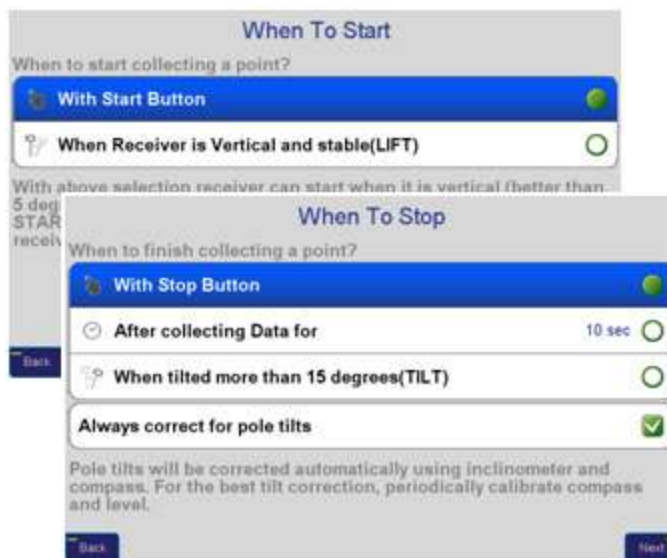 When To Start
When to start collecting a point?
With Start Button
When Receiver is Vertical and stable(LIFT)
With above selection receiver can start when it is vertical (better than
5 deg
STAR
receiv
Back
When To Stop
When to finish collecting a point?
With Stop Button
After collecting Data for 10 sec
When tilted more than 15 degrees(TILT)
Always correct for pole tilts
Pole tilts will be corrected automatically using inclinometer and
compass. For the best tilt correction, periodically calibrate compass
and level.
Back Next